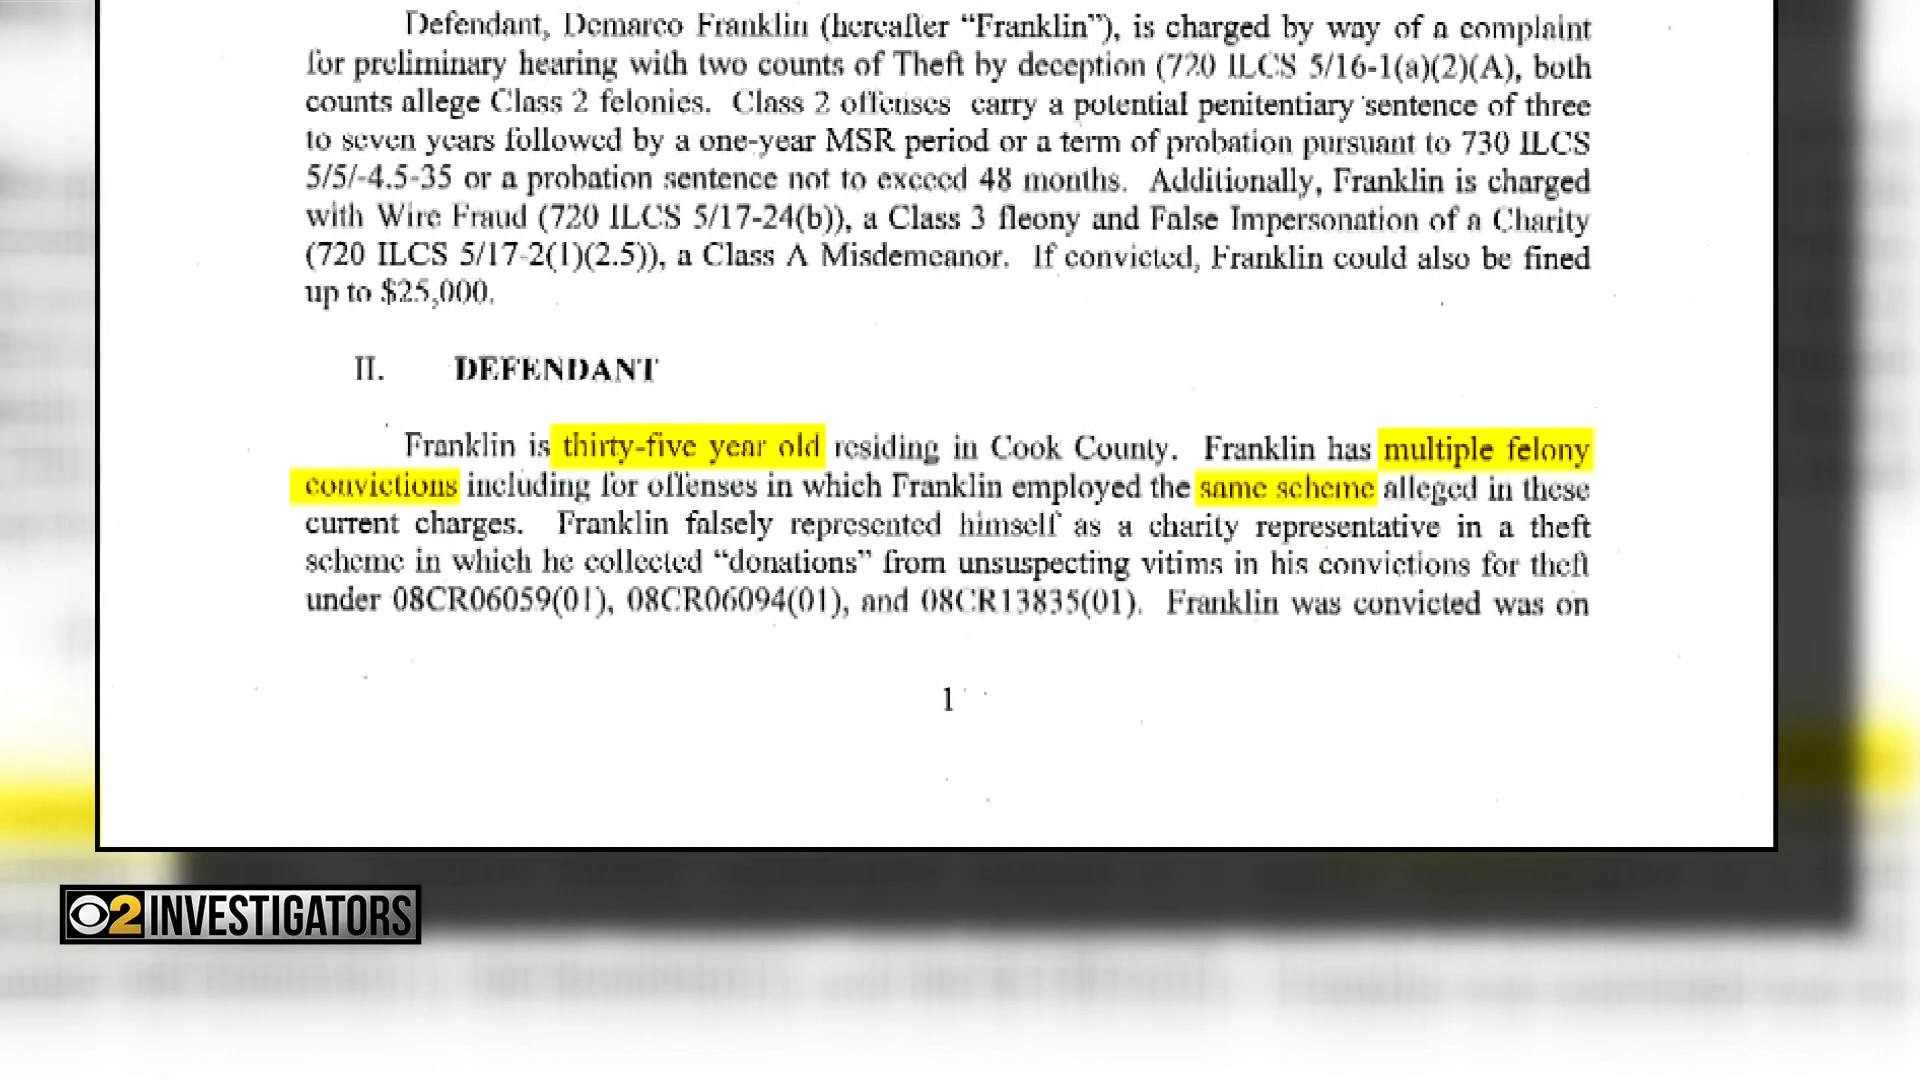 Defendant, Demarco Franklin (hereafter “Franklin”), is charged by way of a complaint
for preliminary hearing with two counts of Theft by deception (720 ILCS 5/16-1(a)(2)(A), both
counts allege Class 2 felonies. Class 2 offenses carry a potential penitentiary sentence of three
to seven years followed by a one-year MSR period or a term of probation pursuant to 730 ILCS
5/5/-4.5-35 or a probation sentence not to exceed 48 months. Additionally, Franklin is charged
with Wire Fraud (720 ILCS 5/17-24(b)), a Class 3 fleony and False Impersonation of a Charity
(720 ILCS 5/17-2(1)(2.5)), a Class A Misdemeanor. If convicted, Franklin could also be fined
up to $25,000.
II. DEFENDANT
Franklin is thirty-five year old residing in Cook County. Franklin has multiple felony
convictions including for offenses in which Franklin employed the same scheme alleged in these
current charges. Franklin falsely represented himself as a charity representative in a theft
scheme in which he collected “donations” from unsuspecting vitims in his convictions for theft
under 08CR06059(01), 08CR06094(01), and 08CR13835(01). Franklin was convicted was on
1
2 INVESTIGATORS